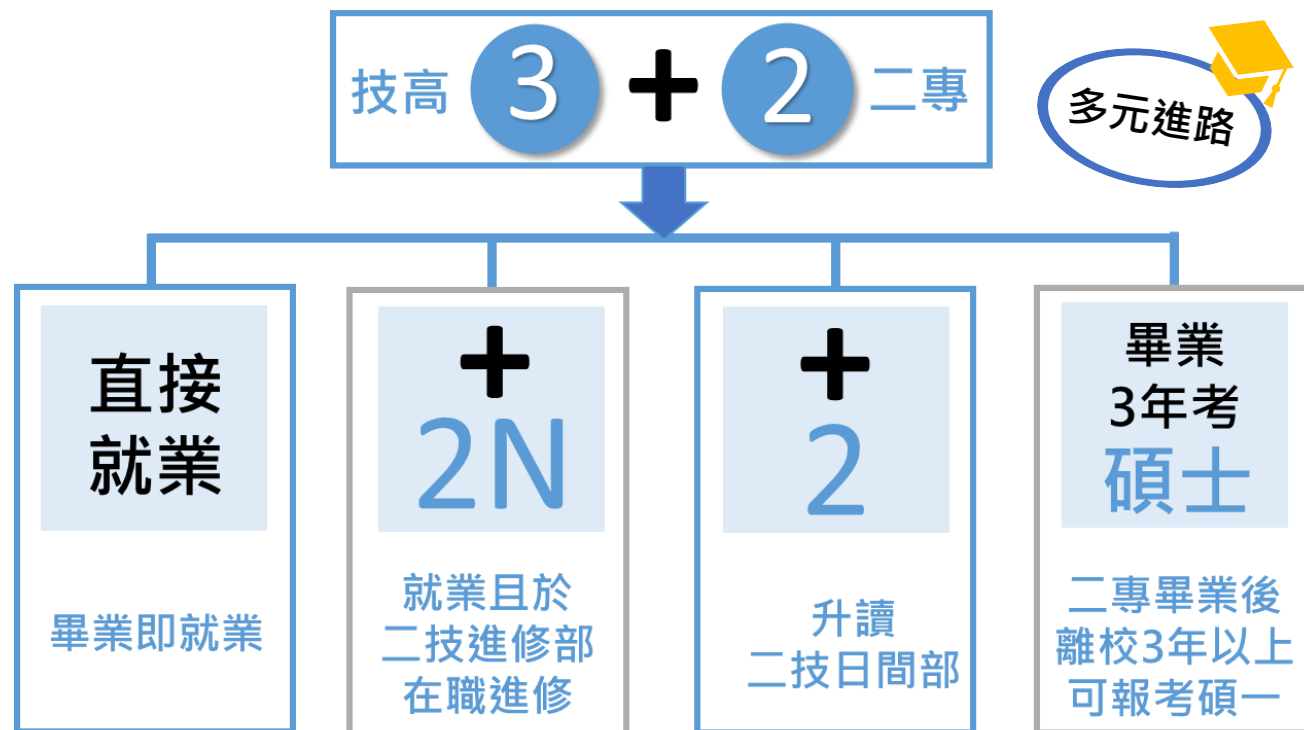 技高 3 + 2 二專
多元進路
直接
就業
畢業即就業
+
2N
就業且於
二技進修部
在職進修
+
2
升讀
二技日間部
畢業
3年考
碩士
二專畢業後
離校3年以上
可報考碩一